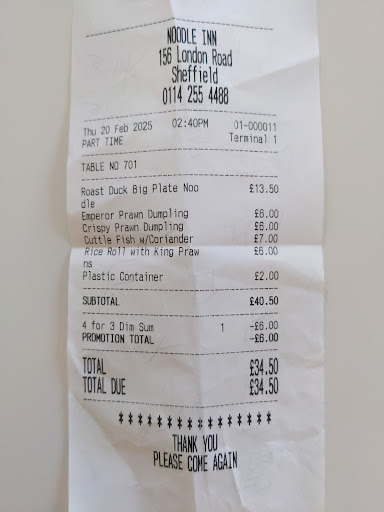 NOODLE INN
156 London Road
Sheffield
0114 255 4488
Thu 20 Feb 2025 02:40PM 01-000011
PART TIME Terminal 1
TABLE NO 701
Roast Duck Big Plate Noo £13.50
dle
Emperor Prawn Dumpling £6.00
Crispy Prawn Dumpling £6.00
Cuttle Fish w/Coriander £7.00
Rice Roll with King Praw £6.00
ns
Plastic Container £2.00
SUBTOTAL £40.50
4 for 3 Dim Sum 1 -£6.00
PROMOTION TOTAL -£6.00
TOTAL £34.50
TOTAL DUE £34.50
****************
THANK YOU
PLEASE COME AGAIN